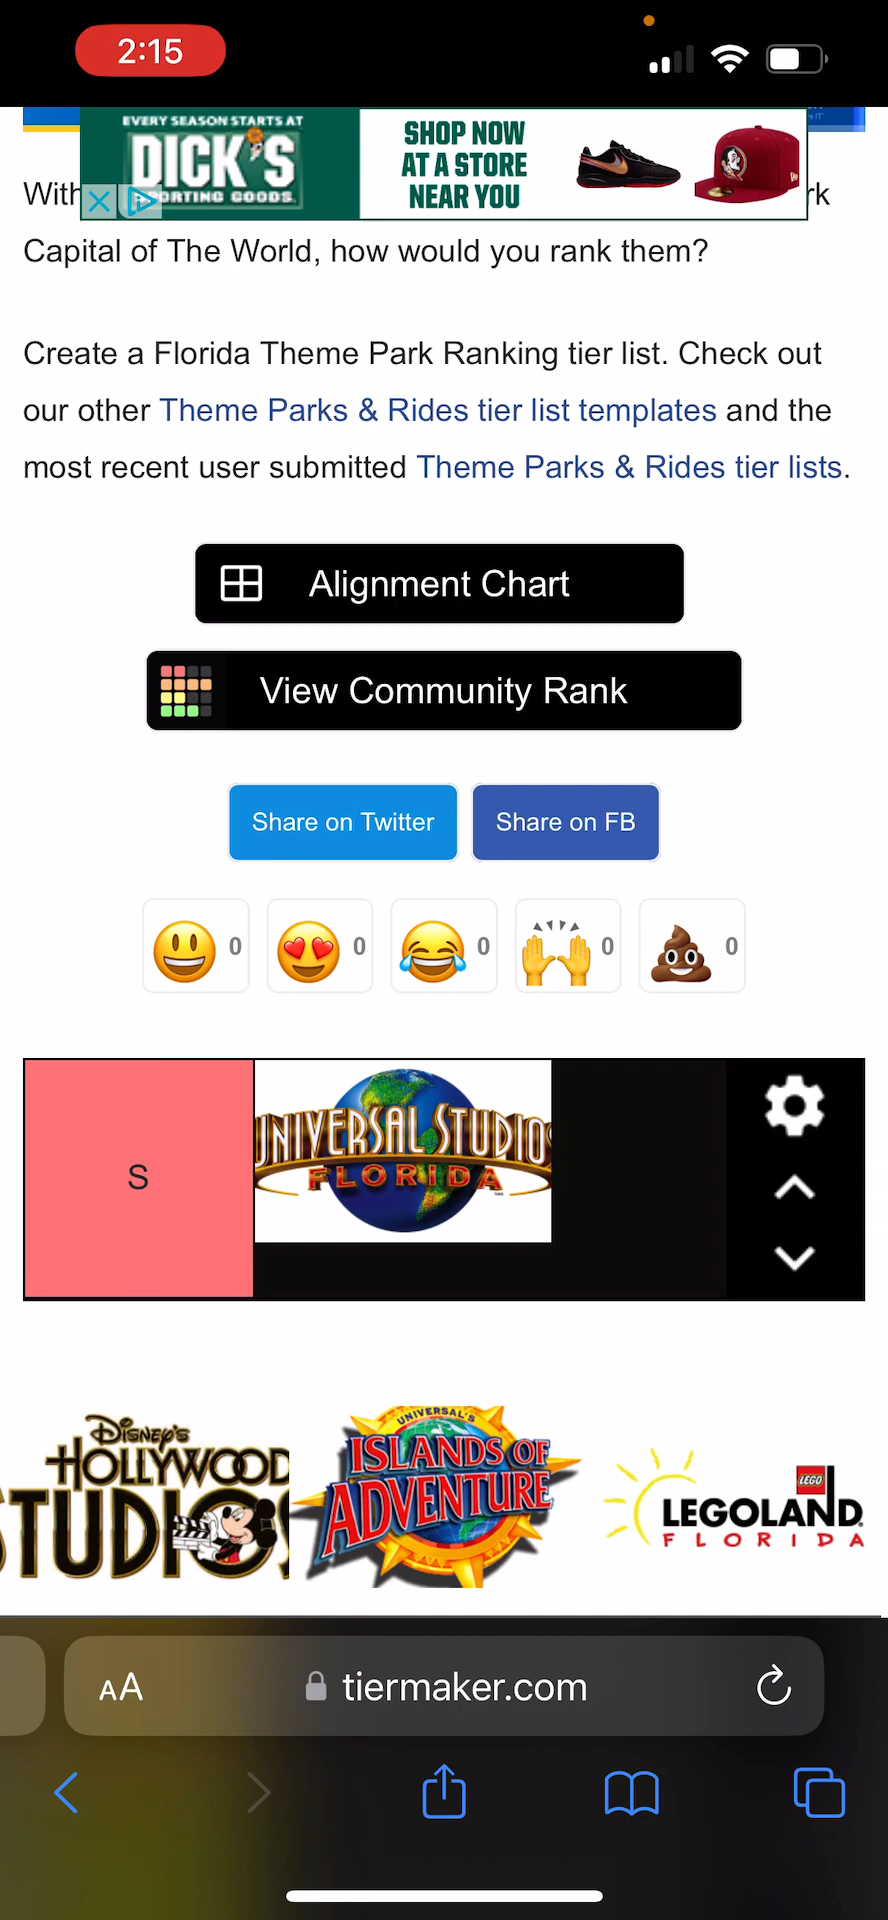 2:15
EVERY SEASON STARTS AT
DICK'S
SPORTING GOODS
SHOP NOW
AT A STORE
NEAR YOU
With rk
Capital of The World, how would you rank them?
Create a Florida Theme Park Ranking tier list. Check out
our other Theme Parks & Rides tier list templates and the
most recent user submitted Theme Parks & Rides tier lists.
Alignment Chart
View Community Rank
Share on Twitter Share on FB
0 0 0 0 0
S
UNIVERSAL STUDIO
FLORIDA
DISNEY'S
HOLLYWOOD
STUDIOS
UNIVERSAL'S
ISLANDS OF
ADVENTURE
LEGO
LEGOLAND
FLORIDA
AA tiermaker.com